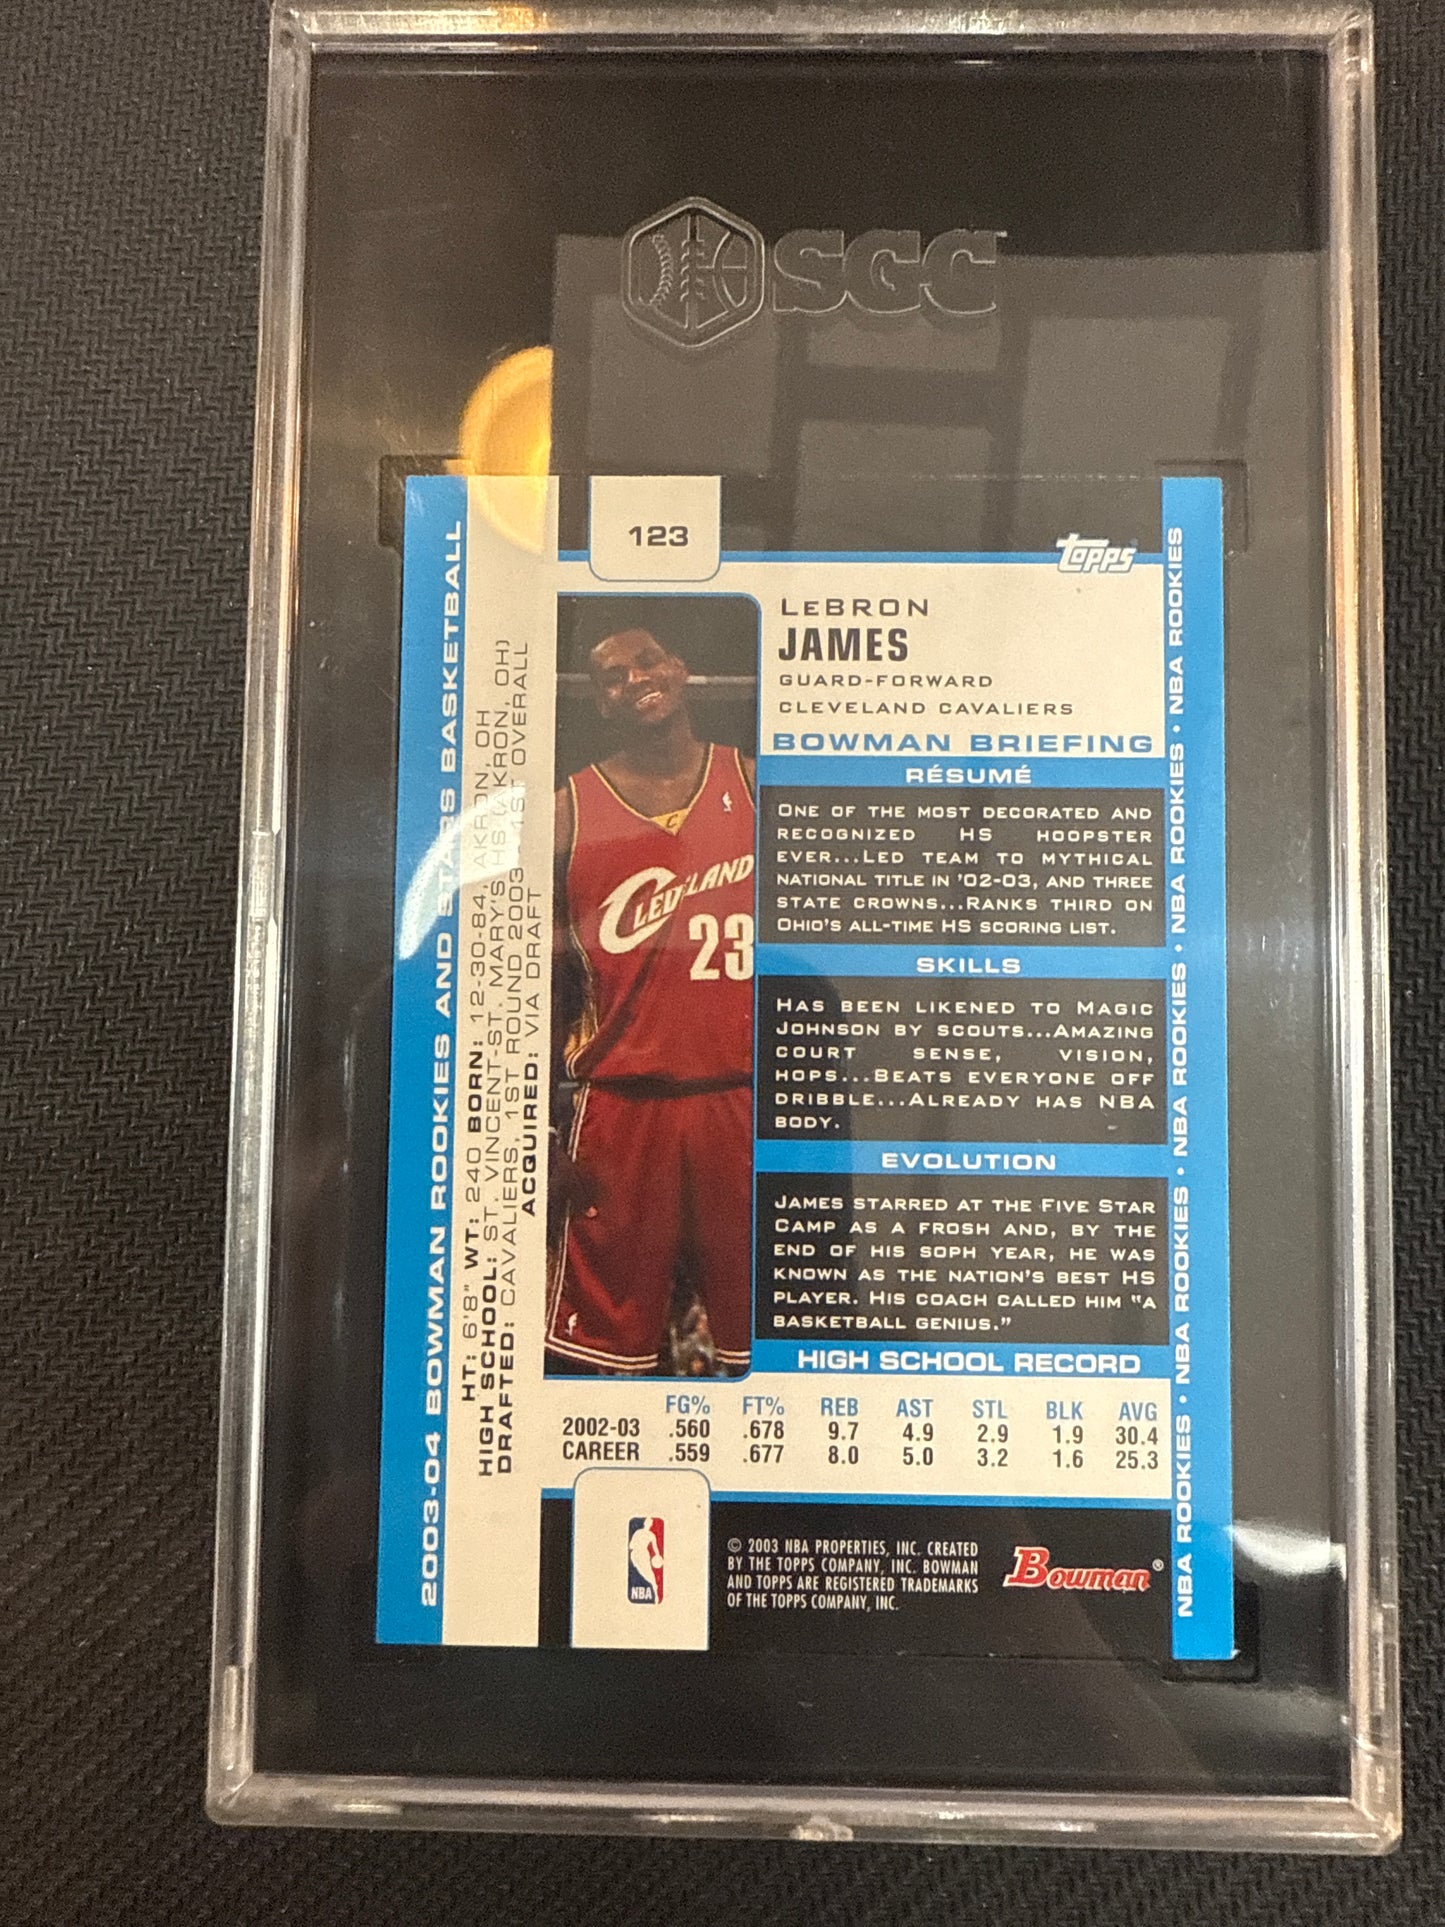 SGC
123
topps
LeBRON
JAMES
GUARD-FORWARD
CLEVELAND CAVALIERS
BOWMAN BRIEFING
RÉSUMÉ
ONE OF THE MOST DECORATED AND
RECOGNIZED HS HOOPSTER
EVER...LED TEAM TO MYTHICAL
NATIONAL TITLE IN '02-03, AND THREE
STATE CROWNS...RANKS THIRD ON
OHIO'S ALL-TIME HS SCORING LIST.
SKILLS
HAS BEEN LIKENED TO MAGIC
JOHNSON BY SCOUTS...AMAZING
COURT SENSE, VISION,
HOPS...BEATS EVERYONE OFF
DRIBBLE...ALREADY HAS NBA
BODY.
EVOLUTION
JAMES STARRED AT THE FIVE STAR
CAMP AS A FROSH AND, BY THE
END OF HIS SOPH YEAR, HE WAS
KNOWN AS THE NATION'S BEST HS
PLAYER. HIS COACH CALLED HIM "A
BASKETBALL GENIUS."
HIGH SCHOOL RECORD
FG% FT% REB AST STL BLK AVG
2002-03 .560 .678 9.7 4.9 2.9 1.9 30.4
CAREER .559 .677 8.0 5.0 3.2 1.6 25.3
© 2003 NBA PROPERTIES, INC. CREATED
BY THE TOPPS COMPANY, INC. BOWMAN
AND TOPPS ARE REGISTERED TRADEMARKS
OF THE TOPPS COMPANY, INC.
Bowman®
NBA
CLEVELAND
23
C
2003-04 BOWMAN ROOKIES AND STARS BASKETBALL
HT: 6'8" WT: 240 BORN: 12-30-84, AKRON, OH
HIGH SCHOOL: ST. VINCENT-ST. MARY'S HS (AKRON, OH)
DRAFTED: CAVALIERS, 1ST ROUND 2003 1ST OVERALL
ACQUIRED: VIA DRAFT
NBA ROOKIES • NBA ROOKIES • NBA ROOKIES • NBA ROOKIES • NBA ROOKIES